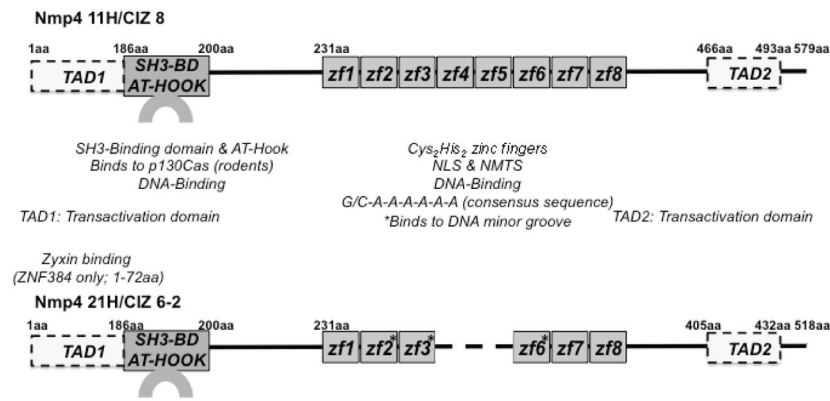 Nmp4 11H/CIZ 8
1aa 186aa 200aa 231aa 466aa 493aa 579aa
TAD1 SH3-BD AT-HOOK zf1 zf2 zf3 zf4 zf5 zf6 zf7 zf8 TAD2
SH3-Binding domain & AT-Hook
Binds to p130Cas (rodents)
DNA-Binding
Cys₂His₂ zinc fingers
NLS & NMTS
DNA-Binding
G/C-A-A-A-A-A-A (consensus sequence)
*Binds to DNA minor groove
TAD1: Transactivation domain
TAD2: Transactivation domain
Zyxin binding
(ZNF384 only; 1-72aa)
Nmp4 21H/CIZ 6-2
1aa 186aa 200aa 231aa 405aa 432aa 518aa
TAD1 SH3-BD AT-HOOK zf1 zf2* zf3* zf6* zf7 zf8 TAD2